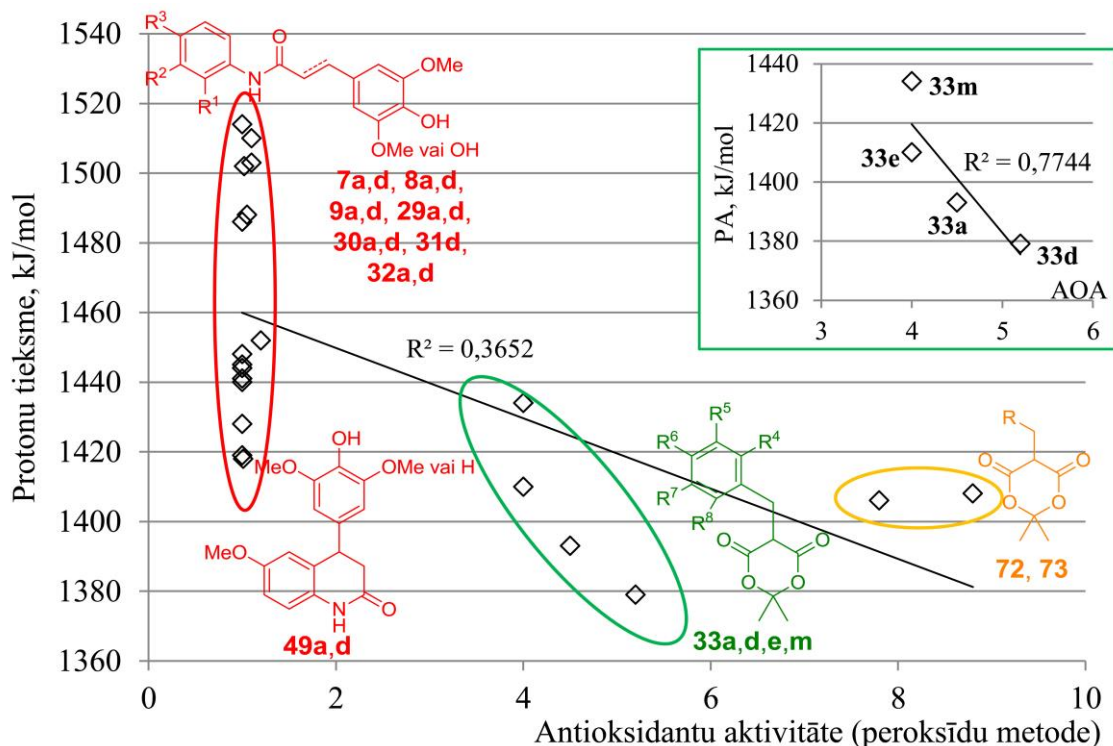 1540
1520
1500
1480
1460
1440
1420
1400
1380
1360
Protonu tieksme, kJ/mol
0
2
4
6
8
10
Antioksidantu aktivitāte (peroksīdu metode)
R³
R²
R¹
N
H
O
OMe
OH
OMe vai OH
7a,d, 8a,d,
9a,d, 29a,d,
30a,d, 31d,
32a,d
R² = 0,3652
OH
MeO
OMe vai H
MeO
N
H
O
49a,d
R⁵
R⁶
R⁴
R⁷
R⁸
O
O
O
O
33a,d,e,m
R
O
O
O
O
72, 73
1440
1420
1400
1380
1360
PA, kJ/mol
33m
33e
R² = 0,7744
33a
33d
AOA
3
4
5
6